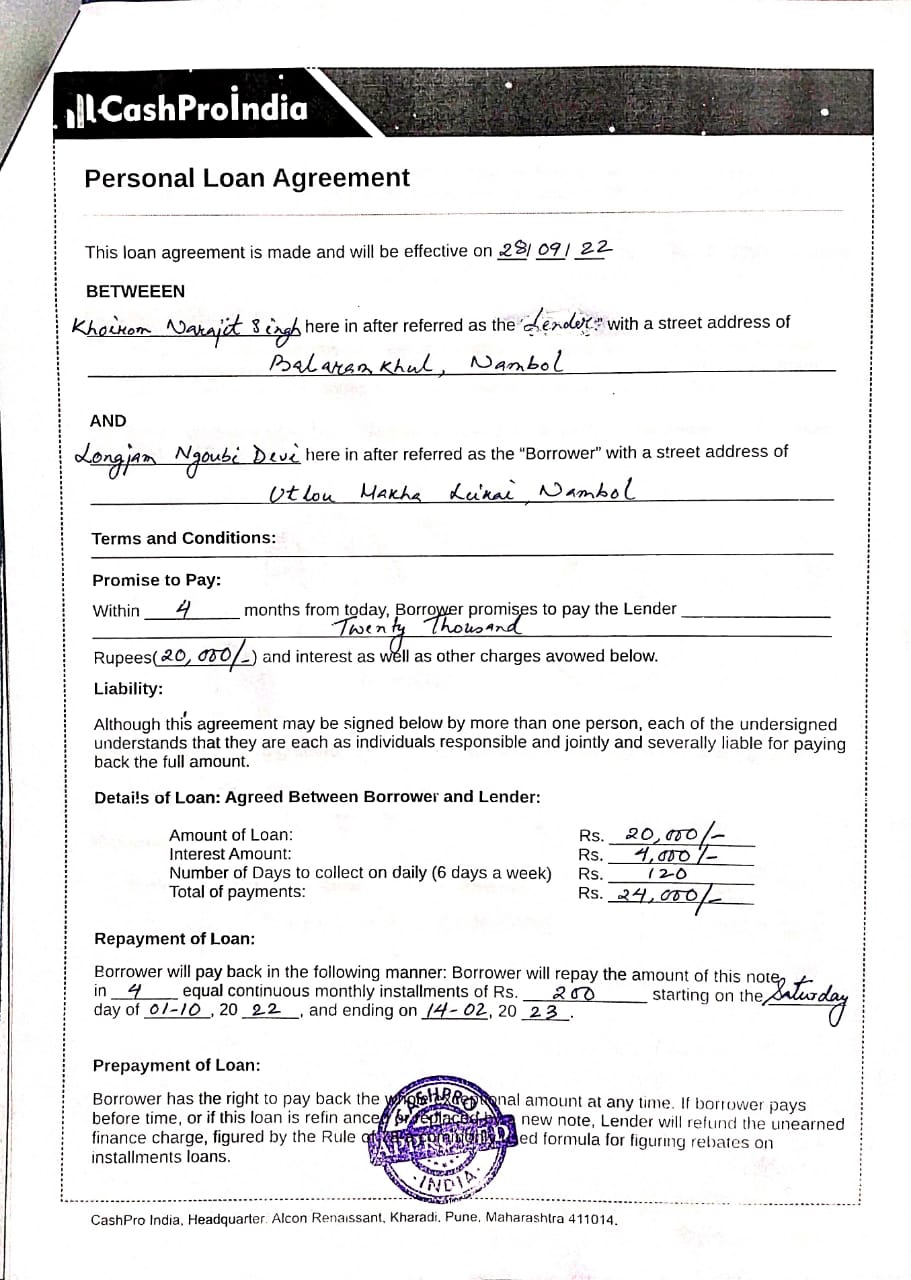 CashProIndia
Personal Loan Agreement
This loan agreement is made and will be effective on 28/ 09/ 22
BETWEEEN
Khoirom Narajit Singh here in after referred as the "Lender" with a street address of
Balaram Khul, Nambol
AND
Longjam Ngoubi Devi here in after referred as the "Borrower" with a street address of
Utlou Makha Leikai, Nambol
Terms and Conditions:
Promise to Pay:
Within 4 months from today, Borrower promises to pay the Lender
Twenty Thousand
Rupees(20,000/-) and interest as well as other charges avowed below.
Liability:
Although this agreement may be signed below by more than one person, each of the undersigned
understands that they are each as individuals responsible and jointly and severally liable for paying
back the full amount.
Details of Loan: Agreed Between Borrower and Lender:
Amount of Loan: Rs. 20,000/-
Interest Amount: Rs. 4,000/-
Number of Days to collect on daily (6 days a week) Rs. 120
Total of payments: Rs. 24,000/-
Repayment of Loan:
Borrower will pay back in the following manner: Borrower will repay the amount of this note
in 4 equal continuous monthly installments of Rs. 200 starting on the Saturday
day of 01-10, 20 22, and ending on 14-02, 20 23.
Prepayment of Loan:
Borrower has the right to pay back the amount at any time. If borrower pays
before time, or if this loan is refin ance new note, Lender will refund the unearned
finance charge, figured by the Rule formula for figuring rebates on
installments loans.
CASHPRO
INDIA
CashPro India, Headquarter. Alcon Renaissant, Kharadi, Pune, Maharashtra 411014.